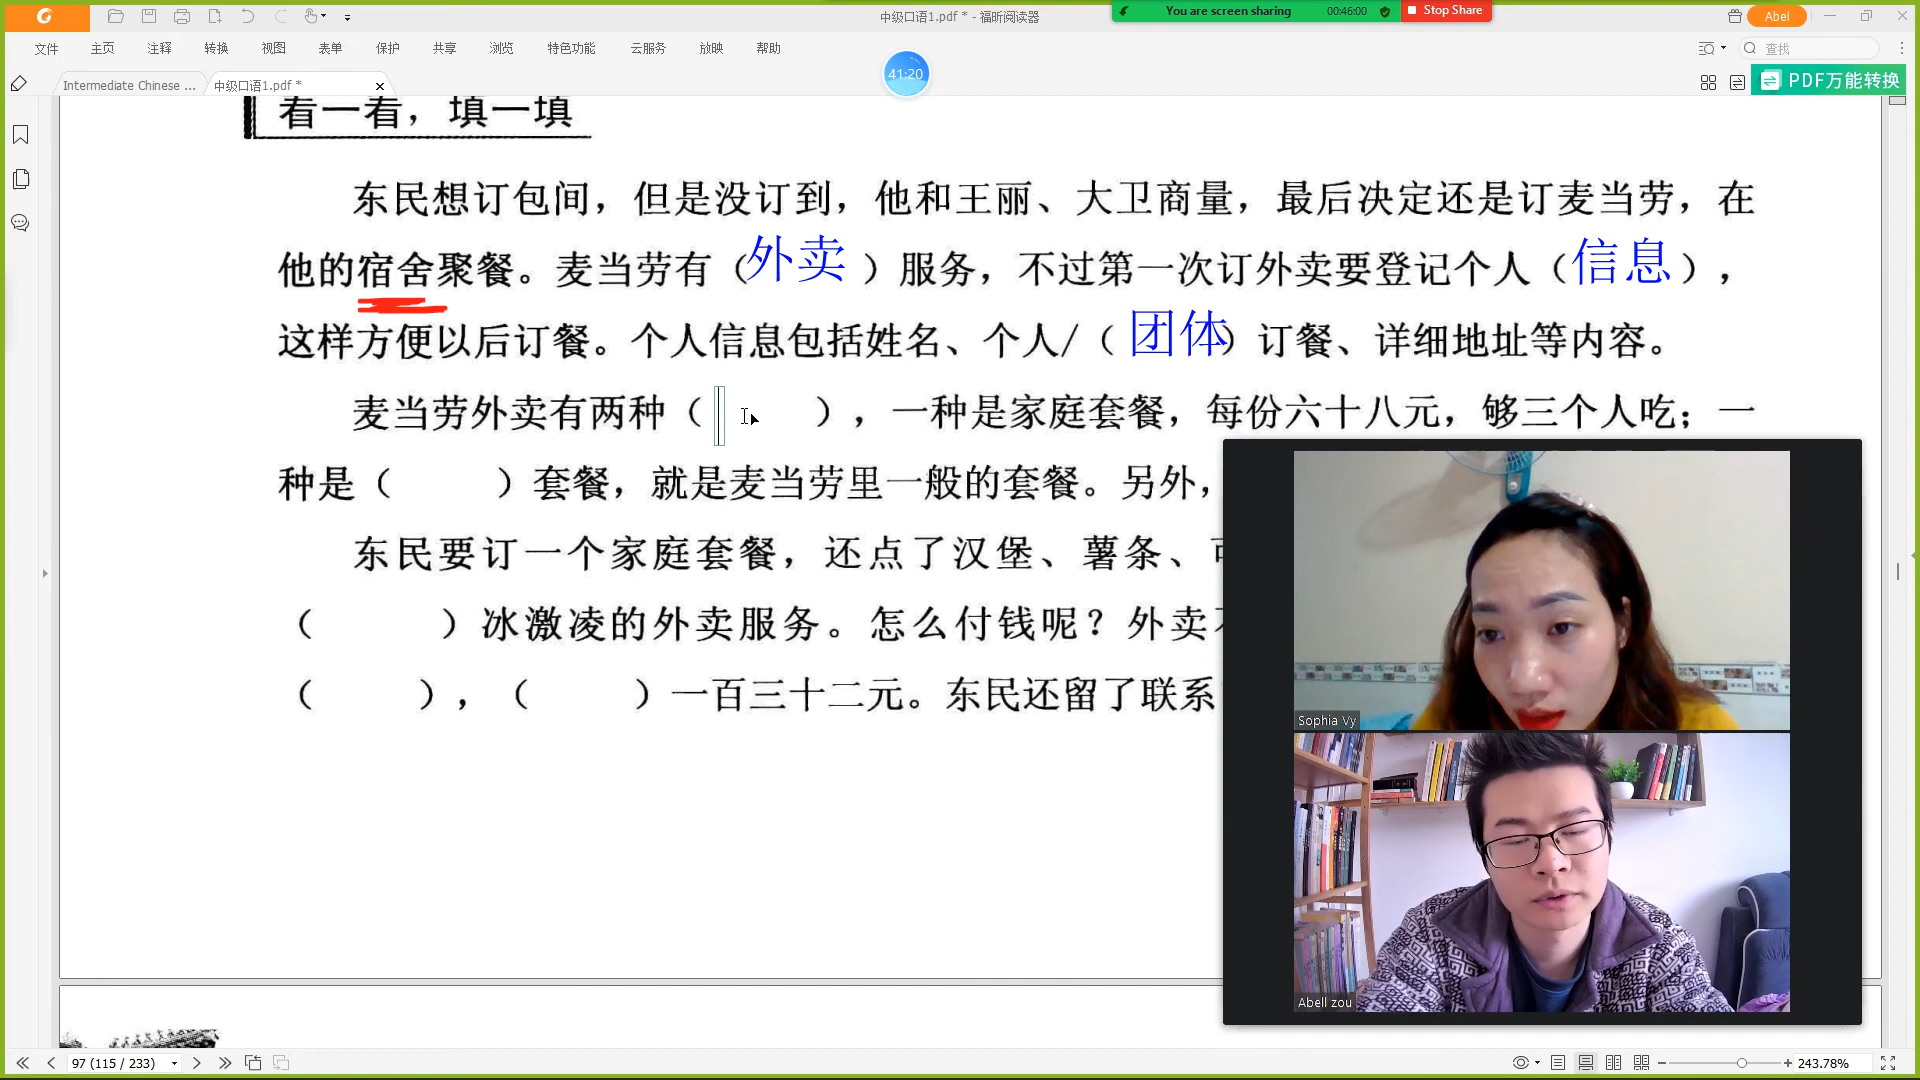 中级口语1.pdf * - 福昕阅读器
You are screen sharing 00:46:00 Stop Share
Abel
文件 主页 注释 转换 视图 表单 保护 共享 浏览 特色功能 云服务 放映 帮助
查找
41:20
Intermediate Chinese ... 中级口语1.pdf *
PDF万能转换
看一看，填一填
东民想订包间，但是没订到，他和王丽、大卫商量，最后决定还是订麦当劳，在
他的宿舍聚餐。麦当劳有（外卖）服务，不过第一次订外卖要登记个人（信息），
这样方便以后订餐。个人信息包括姓名、个人/（团体）订餐、详细地址等内容。
麦当劳外卖有两种（ ），一种是家庭套餐，每份六十八元，够三个人吃；一
种是（ ）套餐，就是麦当劳里一般的套餐。另外，
东民要订一个家庭套餐，还点了汉堡、薯条、
（ ）冰激凌的外卖服务。怎么付钱呢？外卖
（ ），（ ）一百三十二元。东民还留了联系
Sophia Vy
Abell zou
97 (115 / 233)
243.78%